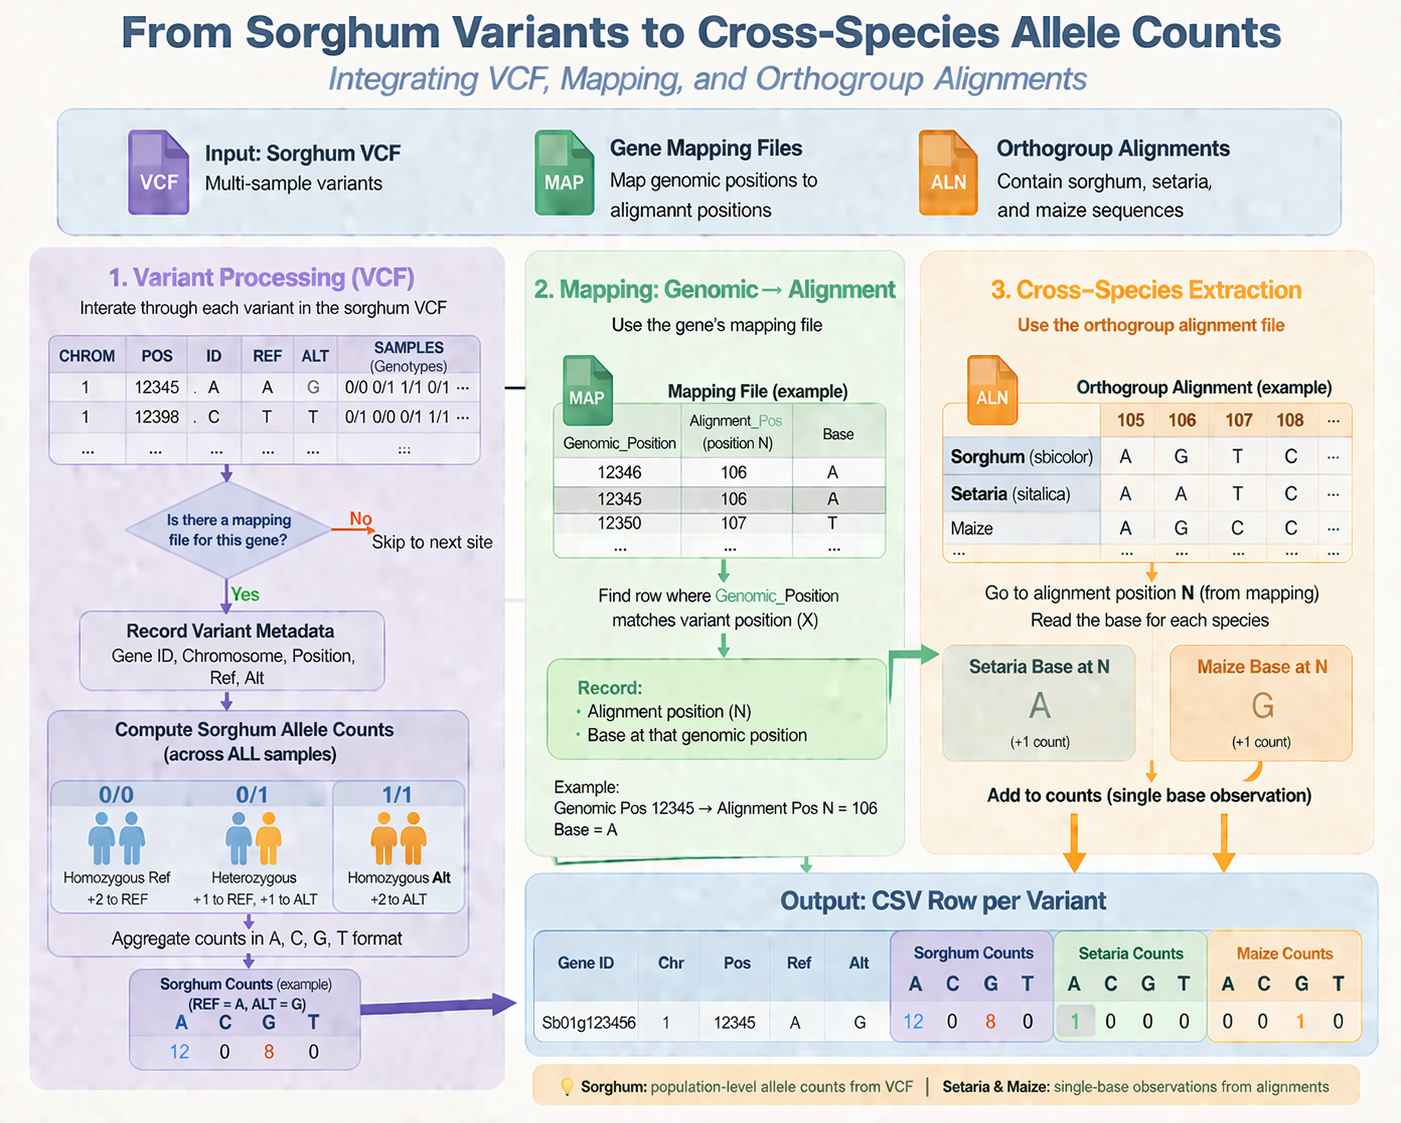 From Sorghum Variants to Cross-Species Allele Counts
Integrating VCF, Mapping, and Orthogroup Alignments
VCF
Input: Sorghum VCF
Multi-sample variants
MAP
Gene Mapping Files
Map genomic positions to
aligmannt positions
ALN
Orthogroup Alignments
Contain sorghum, setaria,
and maize sequences
1. Variant Processing (VCF)
Interate through each variant in the sorghum VCF
CHROM POS ID REF ALT SAMPLES
(Genotypes)
1 12345 . A A G 0/0 0/1 1/1 0/1 ...
1 12398 . C T T 0/1 0/0 0/1 1/1 ...
... ... ... ... ... :::
Is there a mapping
file for this gene?
No
Skip to next site
Yes
Record Variant Metadata
Gene ID, Chromosome, Position,
Ref, Alt
Compute Sorghum Allele Counts
(across ALL samples)
0/0 0/1 1/1
Homozygous Ref Heterozygous Homozygous Alt
+2 to REF +1 to REF, +1 to ALT +2 to ALT
Aggregate counts in A, C, G, T format
Sorghum Counts (example)
(REF = A, ALT = G)
A C G T
12 0 8 0
2. Mapping: Genomic → Alignment
Use the gene's mapping file
MAP
Mapping File (example)
Genomic_Position Alignment_Pos (position N) Base
12346 106 A
12345 106 A
12350 107 T
... ... ...
Find row where Genomic_Position
matches variant position (X)
Record:
• Alignment position (N)
• Base at that genomic position
Example:
Genomic Pos 12345 → Alignment Pos N = 106
Base = A
3. Cross–Species Extraction
Use the orthogroup alignment file
ALN
Orthogroup Alignment (example)
105 106 107 108 ...
Sorghum (sbicolor) A G T C ...
Setaria (sitalica) A A T C ...
Maize A G C C ...
... ... ... ... ... ...
Go to alignment position N (from mapping)
Read the base for each species
Setaria Base at N
A
(+1 count)
Maize Base at N
G
(+1 count)
Add to counts (single base observation)
Output: CSV Row per Variant
Gene ID Chr Pos Ref Alt Sorghum Counts Setaria Counts Maize Counts
A C G T A C G T A C G T
Sb01g123456 1 12345 A G 12 0 8 0 1 0 0 0 0 0 1 0
Sorghum: population-level allele counts from VCF | Setaria & Maize: single-base observations from alignments